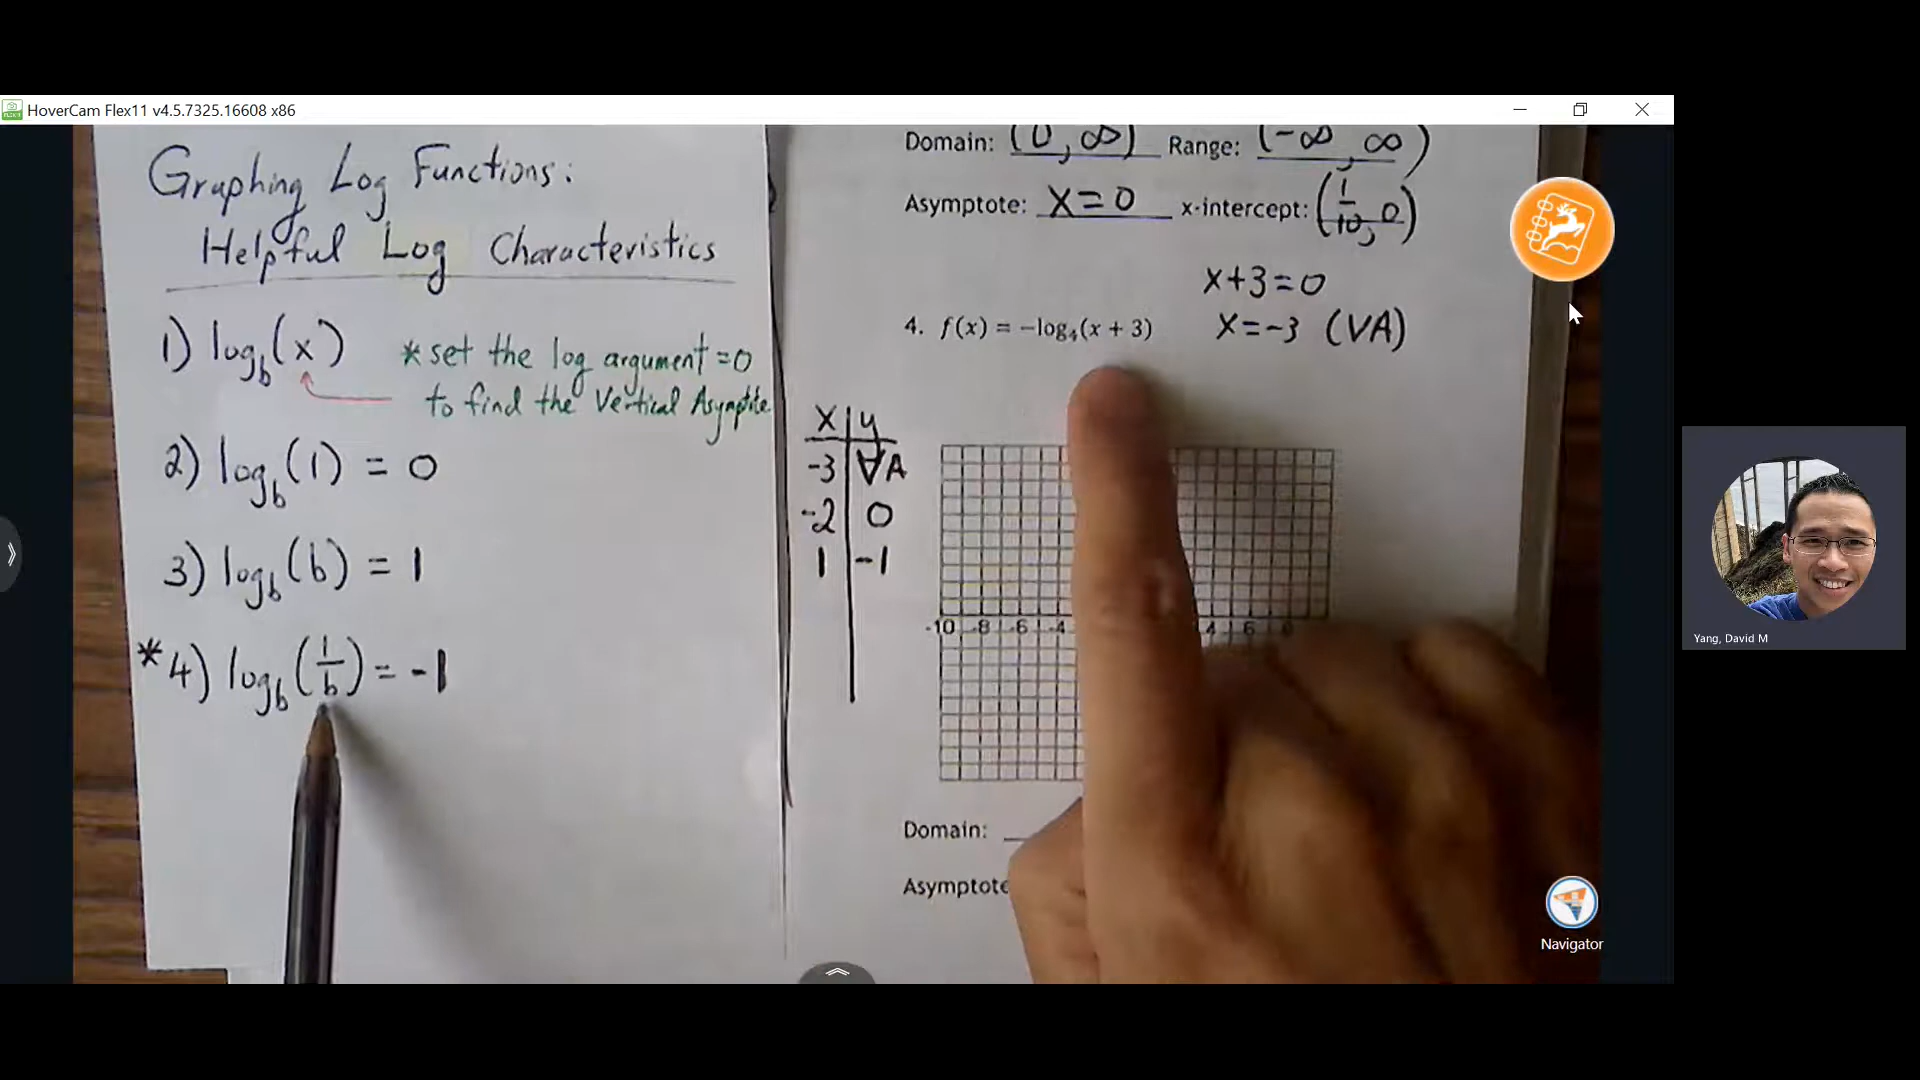 HoverCam Flex11 v4.5.7325.16608 x86
Graphing Log Functions:
Helpful Log Characteristics
1) log_b(x) * set the log argument = 0
to find the Vertical Asymptote
2) log_b(1) = 0
3) log_b(b) = 1
*4) log_b(1/b) = -1
Domain: (0, ∞) Range: (-∞, ∞)
Asymptote: X=0 x-intercept: (1/10, 0)
x+3=0
4. f(x) = −log₄(x + 3) x=-3 (VA)
x | y
-3 | VA
-2 | 0
1 | -1
-10 -8 -6 -4 4 6
Domain:
Asymptote
Navigator
Yang, David M